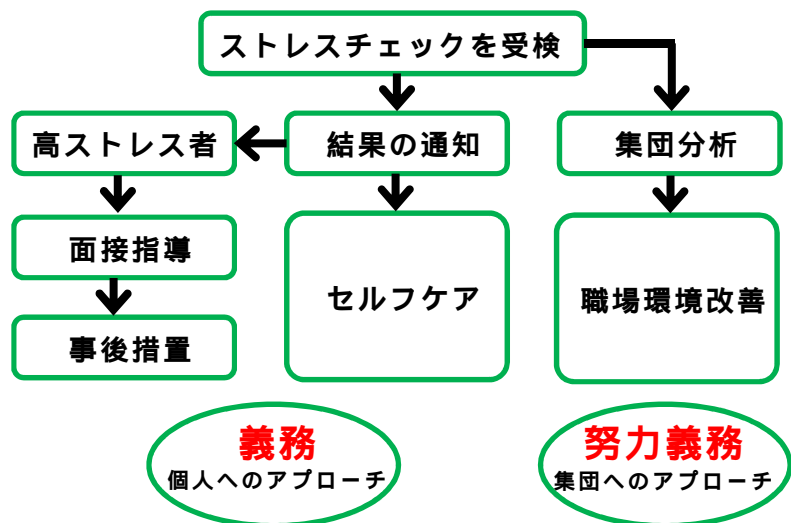 ストレスチェックを受検
高ストレス者
結果の通知
集団分析
面接指導
セルフケア
職場環境改善
事後措置
義務
個人へのアプローチ
努力義務
集団へのアプローチ